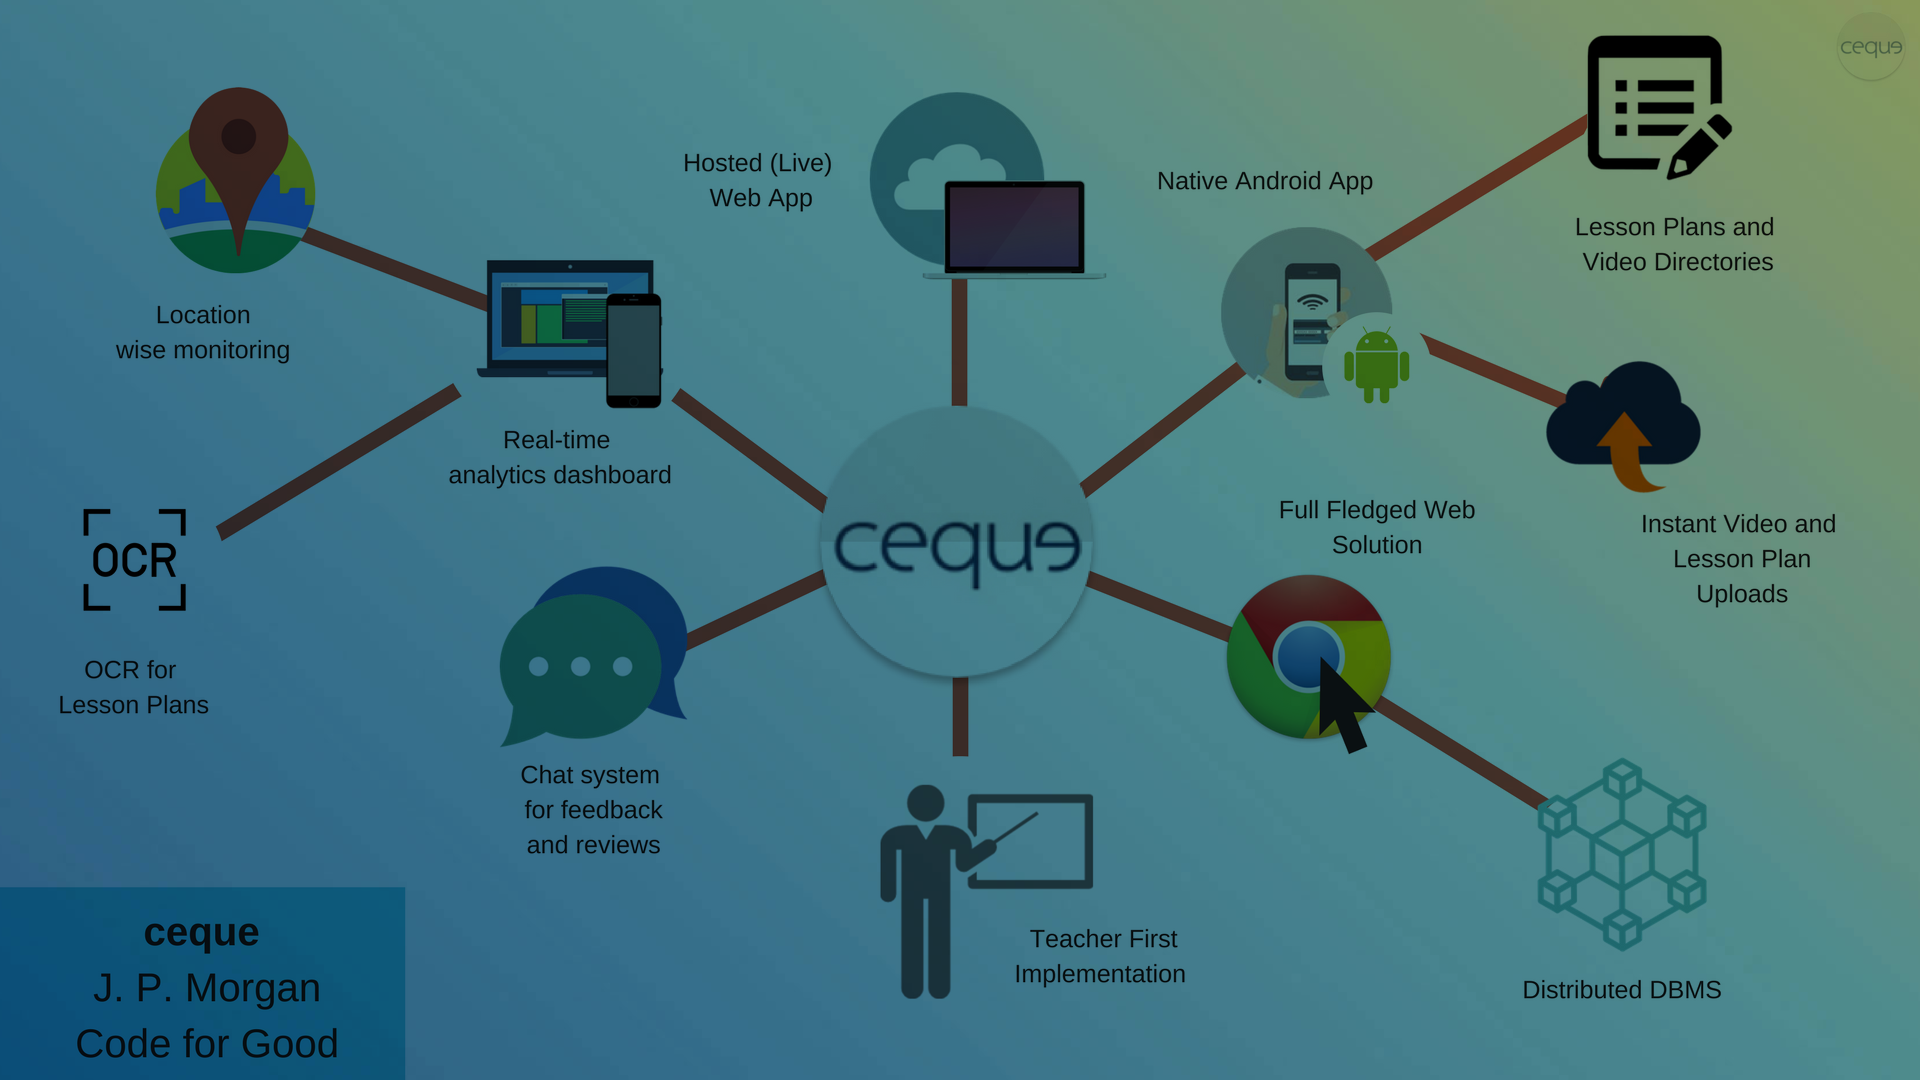 ceque
Hosted (Live)
Web App
Native Android App
Lesson Plans and
Video Directories
Location
wise monitoring
Real-time
analytics dashboard
ceque
Full Fledged Web
Solution
Instant Video and
Lesson Plan
Uploads
OCR
OCR for
Lesson Plans
Chat system
for feedback
and reviews
Teacher First
Implementation
Distributed DBMS
ceque
J. P. Morgan
Code for Good